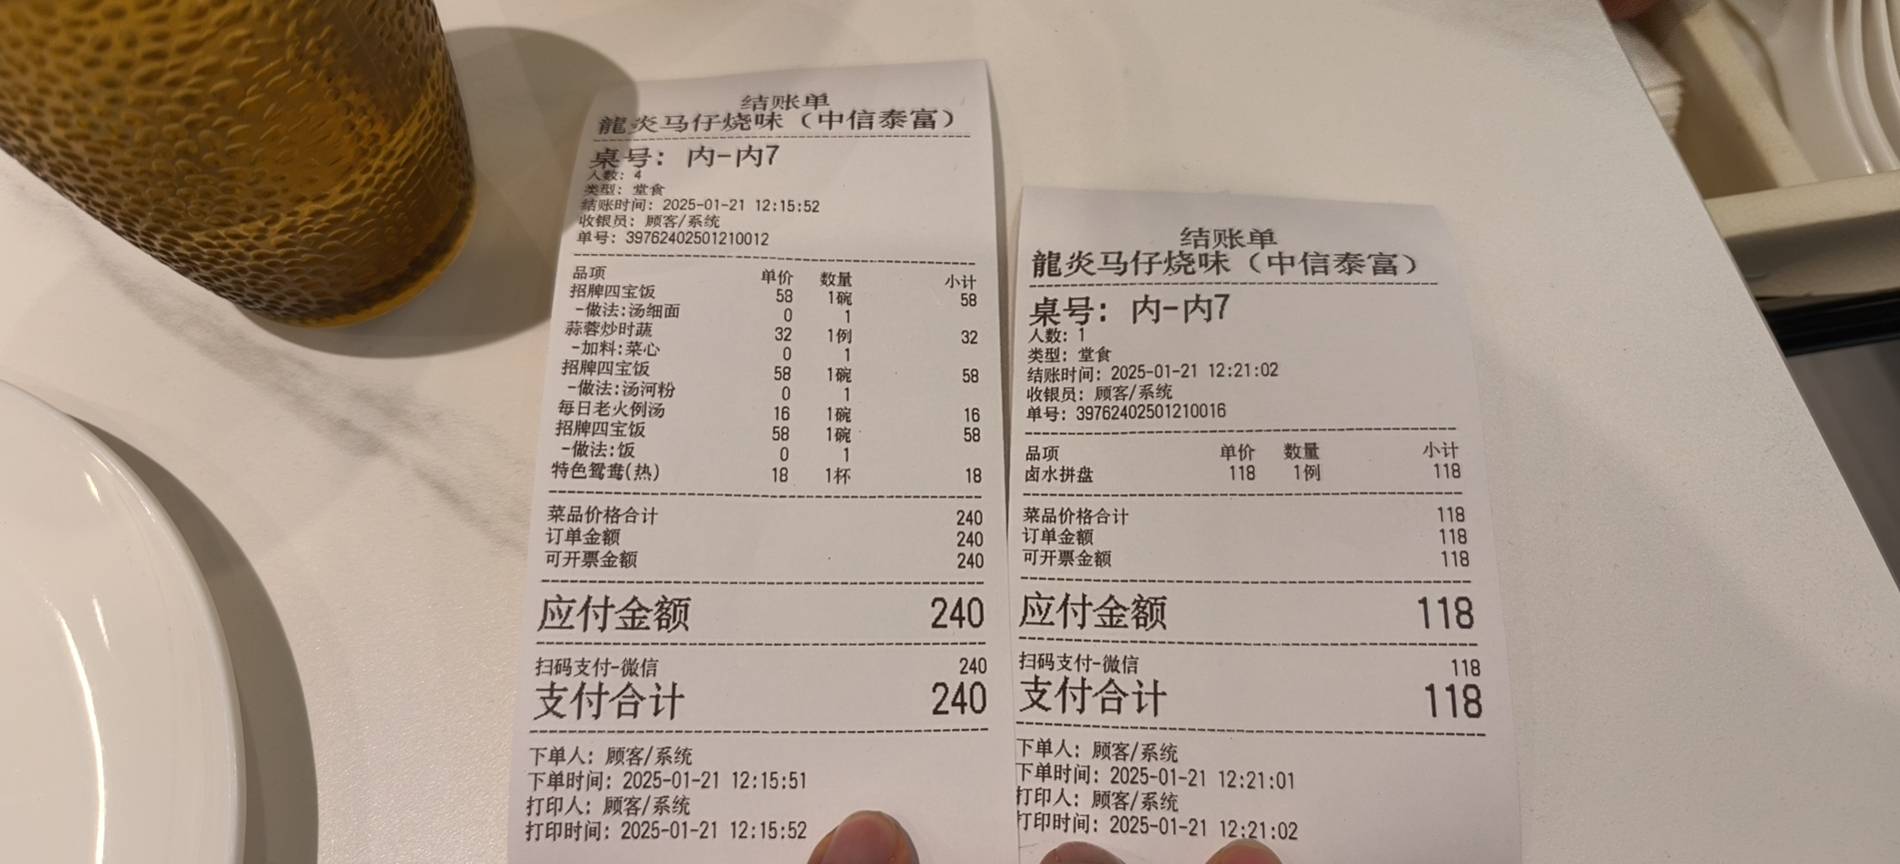 结账单
龍炎马仔烧味（中信泰富）
桌号: 内-内7
人数: 4
类型: 堂食
结账时间: 2025-01-21 12:15:52
收银员: 顾客/系统
单号: 39762402501210012
品项 单价 数量 小计
招牌四宝饭 58 1碗 58
-做法:汤细面 0 1
蒜蓉炒时蔬 32 1例 32
-加料:菜心 0 1
招牌四宝饭 58 1碗 58
-做法:汤河粉 0 1
每日老火例汤 16 1碗 16
招牌四宝饭 58 1碗 58
-做法:饭 0 1
特色鸳鸯(热) 18 1杯 18
菜品价格合计 240
订单金额 240
可开票金额 240
应付金额 240
扫码支付-微信 240
支付合计 240
下单人: 顾客/系统
下单时间: 2025-01-21 12:15:51
打印人: 顾客/系统
打印时间: 2025-01-21 12:15:52
结账单
龍炎马仔烧味（中信泰富）
桌号: 内-内7
人数: 1
类型: 堂食
结账时间: 2025-01-21 12:21:02
收银员: 顾客/系统
单号: 39762402501210016
品项 单价 数量 小计
卤水拼盘 118 1例 118
菜品价格合计 118
订单金额 118
可开票金额 118
应付金额 118
扫码支付-微信 118
支付合计 118
下单人: 顾客/系统
下单时间: 2025-01-21 12:21:01
打印人: 顾客/系统
打印时间: 2025-01-21 12:21:02